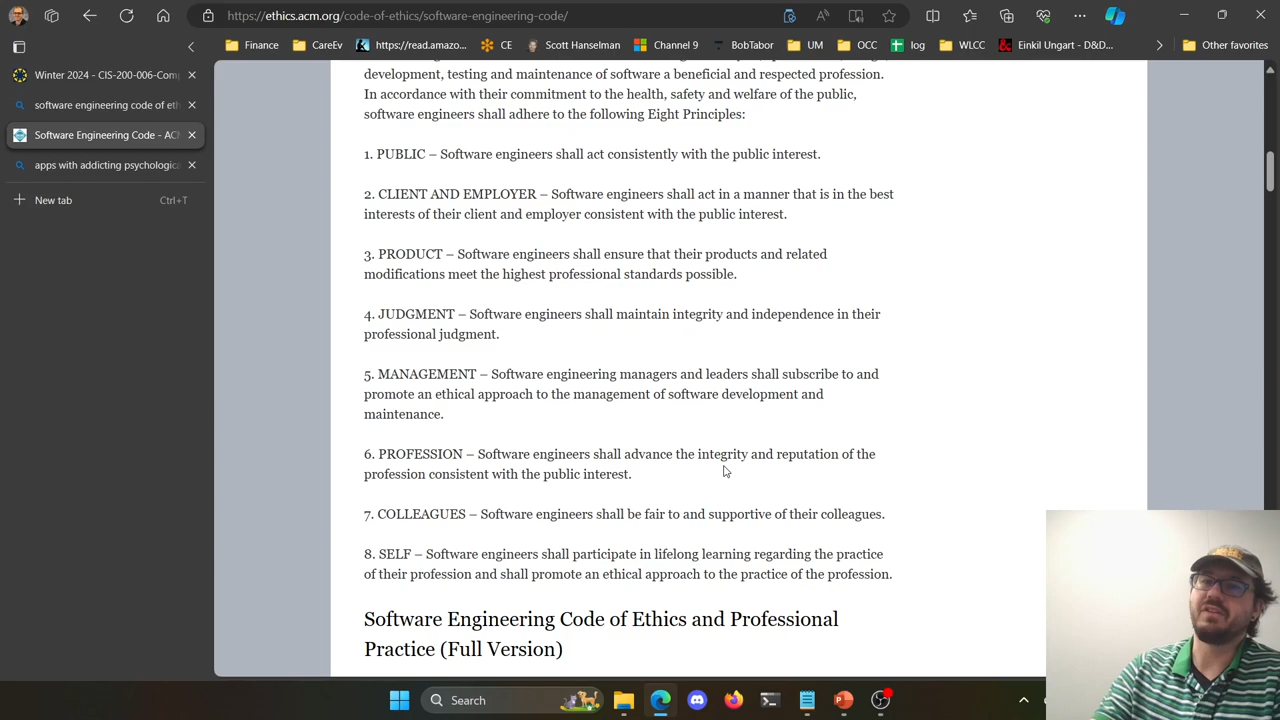 https://ethics.acm.org/code-of-ethics/software-engineering-code/
Finance
CareEv
https://read.amazo...
CE
Scott Hanselman
Channel 9
BobTabor
UM
OCC
log
WLCC
Einkil Ungart - D&D...
Other favorites
Winter 2024 - CIS-200-006-Com
software engineering code of et
Software Engineering Code - AC
apps with addicting psychologic
New tab
Ctrl+T
development, testing and maintenance of software a beneficial and respected profession.
In accordance with their commitment to the health, safety and welfare of the public,
software engineers shall adhere to the following Eight Principles:
1. PUBLIC – Software engineers shall act consistently with the public interest.
2. CLIENT AND EMPLOYER – Software engineers shall act in a manner that is in the best
interests of their client and employer consistent with the public interest.
3. PRODUCT – Software engineers shall ensure that their products and related
modifications meet the highest professional standards possible.
4. JUDGMENT – Software engineers shall maintain integrity and independence in their
professional judgment.
5. MANAGEMENT – Software engineering managers and leaders shall subscribe to and
promote an ethical approach to the management of software development and
maintenance.
6. PROFESSION – Software engineers shall advance the integrity and reputation of the
profession consistent with the public interest.
7. COLLEAGUES – Software engineers shall be fair to and supportive of their colleagues.
8. SELF – Software engineers shall participate in lifelong learning regarding the practice
of their profession and shall promote an ethical approach to the practice of the profession.
Software Engineering Code of Ethics and Professional
Practice (Full Version)
Search